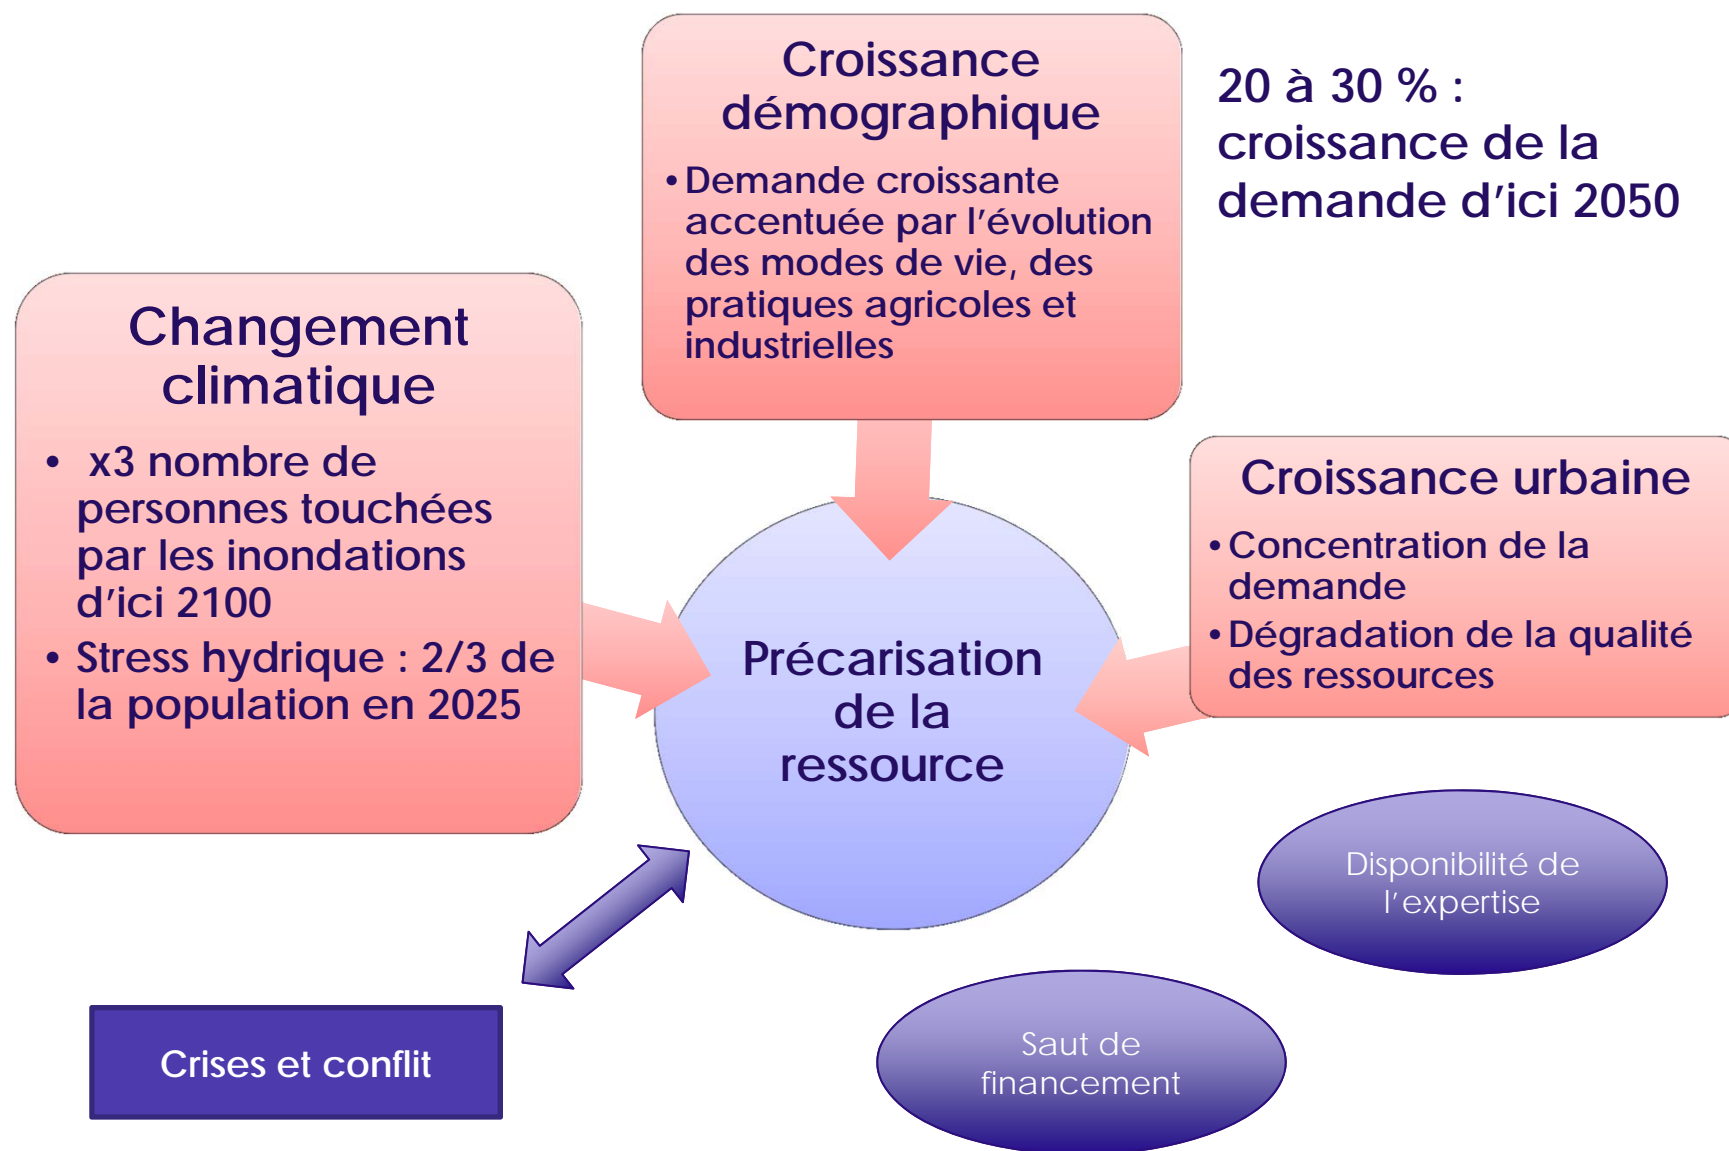 Croissance
démographique
• Demande croissante
accentuée par l'évolution
des modes de vie, des
pratiques agricoles et
industrielles
20 à 30 % :
croissance de la
demande d'ici 2050
Changement
climatique
• x3 nombre de
personnes touchées
par les inondations
d'ici 2100
• Stress hydrique : 2/3 de
la population en 2025
Croissance urbaine
• Concentration de la
demande
• Dégradation de la qualité
des ressources
Précarisation
de la
ressource
Disponibilité de
l'expertise
Saut de
financement
Crises et conflit